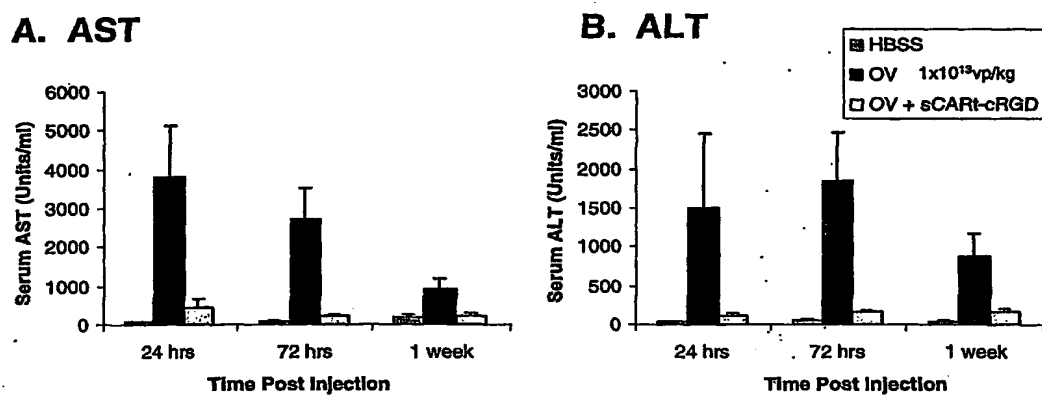 A. AST
Serum AST (Units/ml)
6000
5000
4000
3000
2000
1000
0
24 hrs
72 hrs
1 week
Time Post Injection
B. ALT
HBSS
OV 1x10¹³vp/kg
OV + sCARt-cRGD
Serum ALT (Units/ml)
3000
2500
2000
1500
1000
500
0
24 hrs
72 hrs
1 week
Time Post Injection